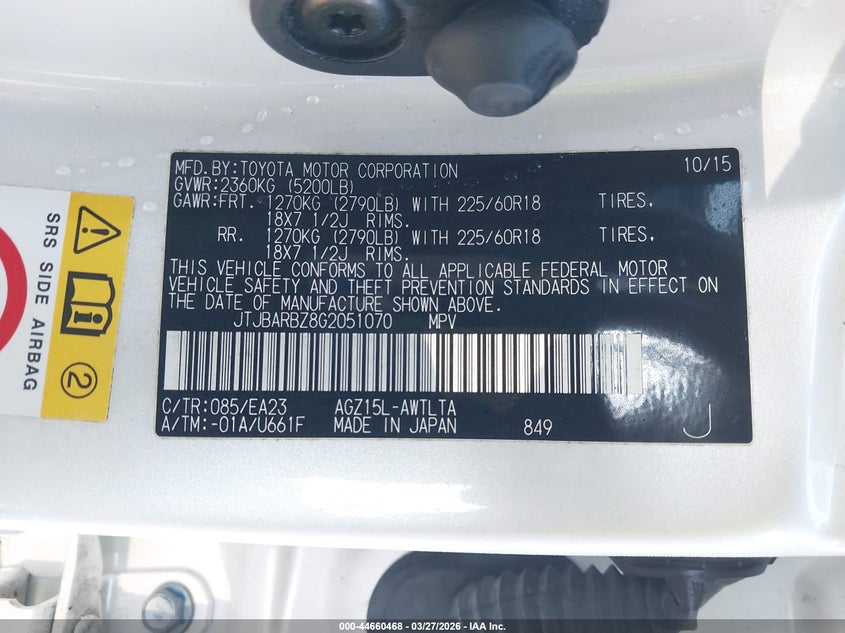 MFD.BY:TOYOTA MOTOR CORPORATION 10/15
GVWR:2360KG (5200LB)
GAWR:FRT. 1270KG (2790LB) WITH 225/60R18 TIRES,
18X7 1/2J RIMS.
RR. 1270KG (2790LB) WITH 225/60R18 TIRES,
18X7 1/2J RIMS.
THIS VEHICLE CONFORMS TO ALL APPLICABLE FEDERAL MOTOR
VEHICLE SAFETY AND THEFT PREVENTION STANDARDS IN EFFECT ON
THE DATE OF MANUFACTURE SHOWN ABOVE.
JTJBARBZ8G2051070 MPV
C/TR:085/EA23 AGZ15L-AWTLTA
A/TM:-01A/U661F MADE IN JAPAN 849 J
SRS SIDE AIRBAG
2
000-44660468 | 03/27/2026 | IAA Inc.